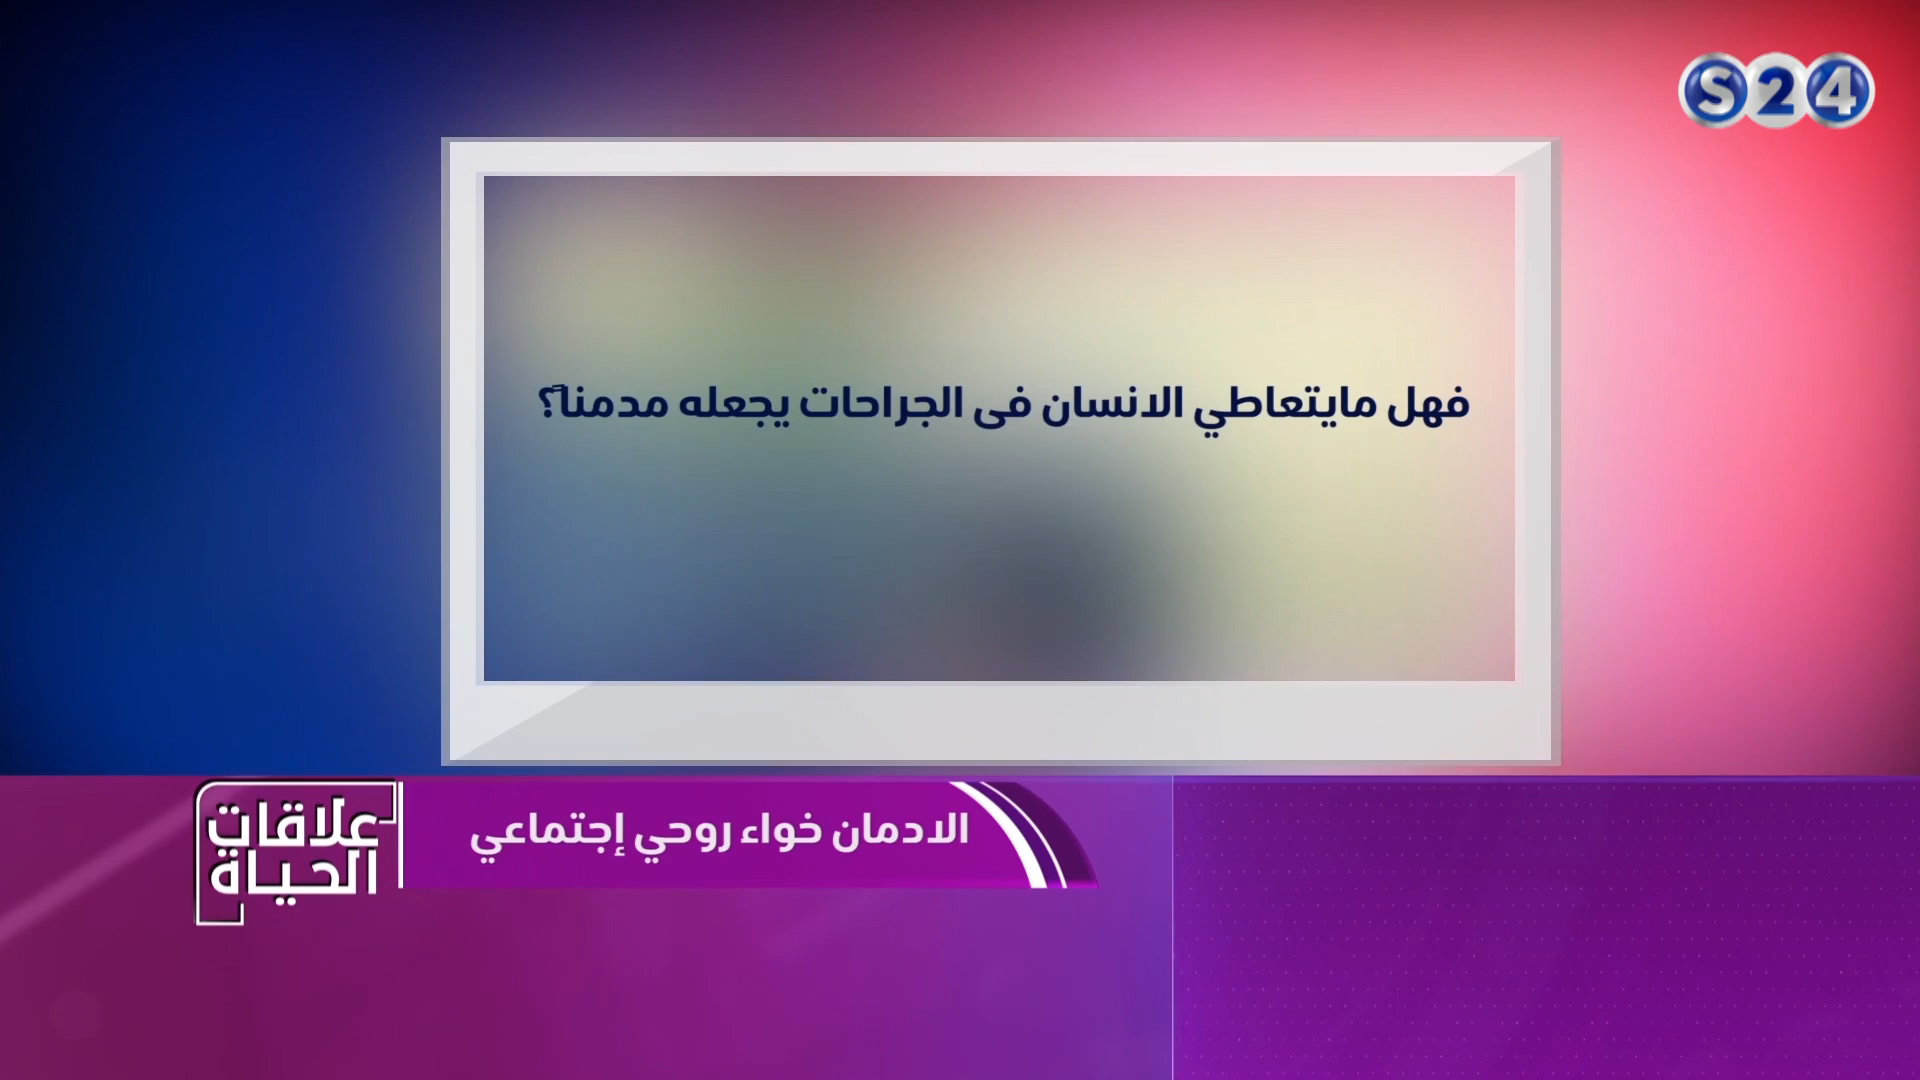 S24
فهل مايتعاطي الانسان فى الجراحات يجعله مدمناً؟
الادمان خواء روحي إجتماعي
علاقات
الحياة